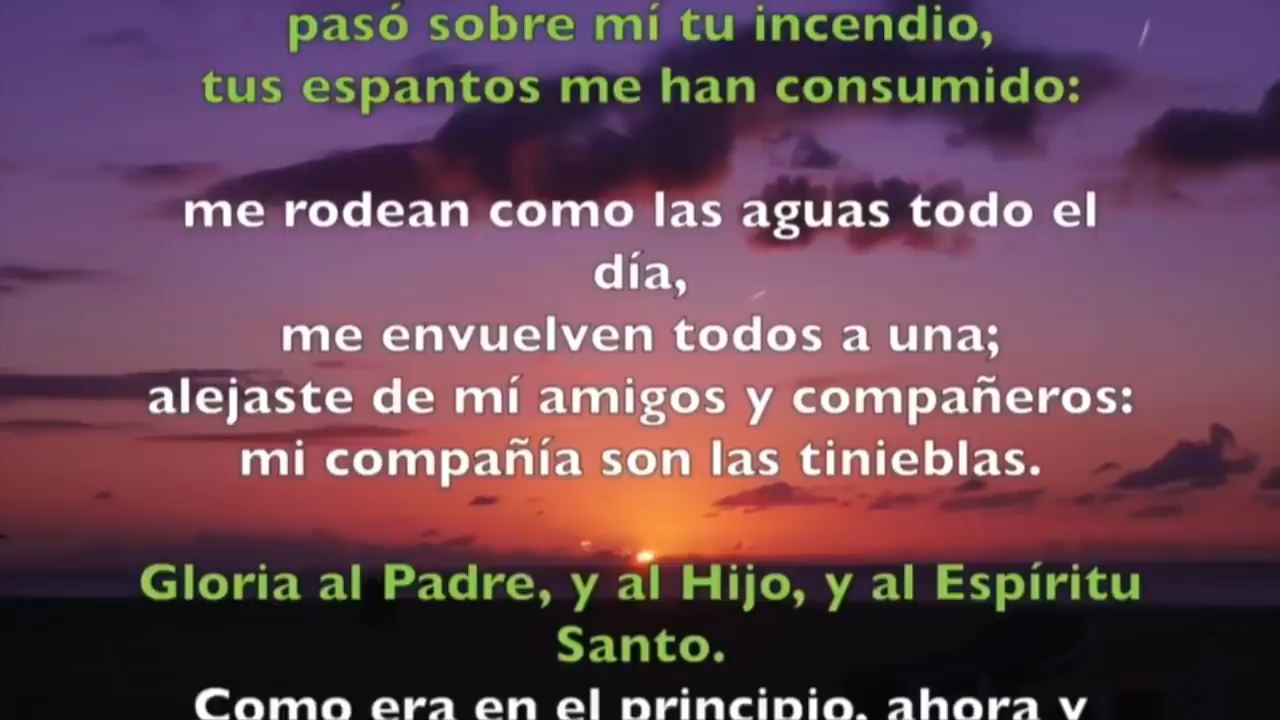 pasó sobre mí tu incendio,
tus espantos me han consumido:
me rodean como las aguas todo el
día,
me envuelven todos a una;
alejaste de mí amigos y compañeros:
mi compañía son las tinieblas.
Gloria al Padre, y al Hijo, y al Espíritu
Santo.
Como era en el principio, ahora y